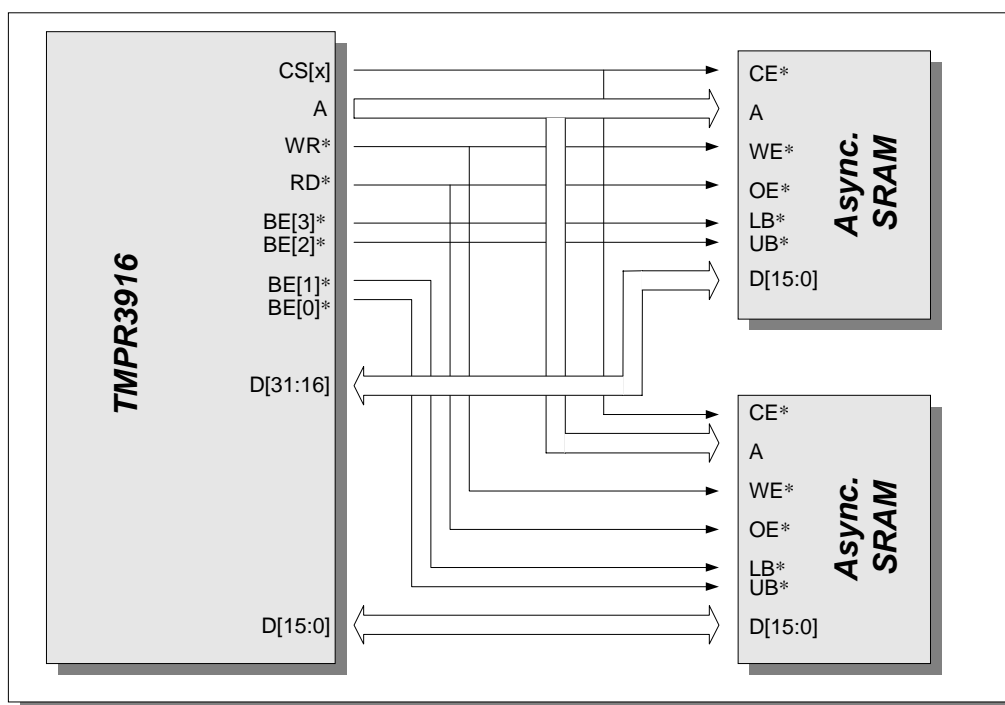 TMPR3916
CS[x]
A
WR*
RD*
BE[3]*
BE[2]*
BE[1]*
BE[0]*
D[31:16]
D[15:0]
CE*
A
WE*
OE*
LB*
UB*
D[15:0]
Async.
SRAM
CE*
A
WE*
OE*
LB*
UB*
D[15:0]
Async.
SRAM